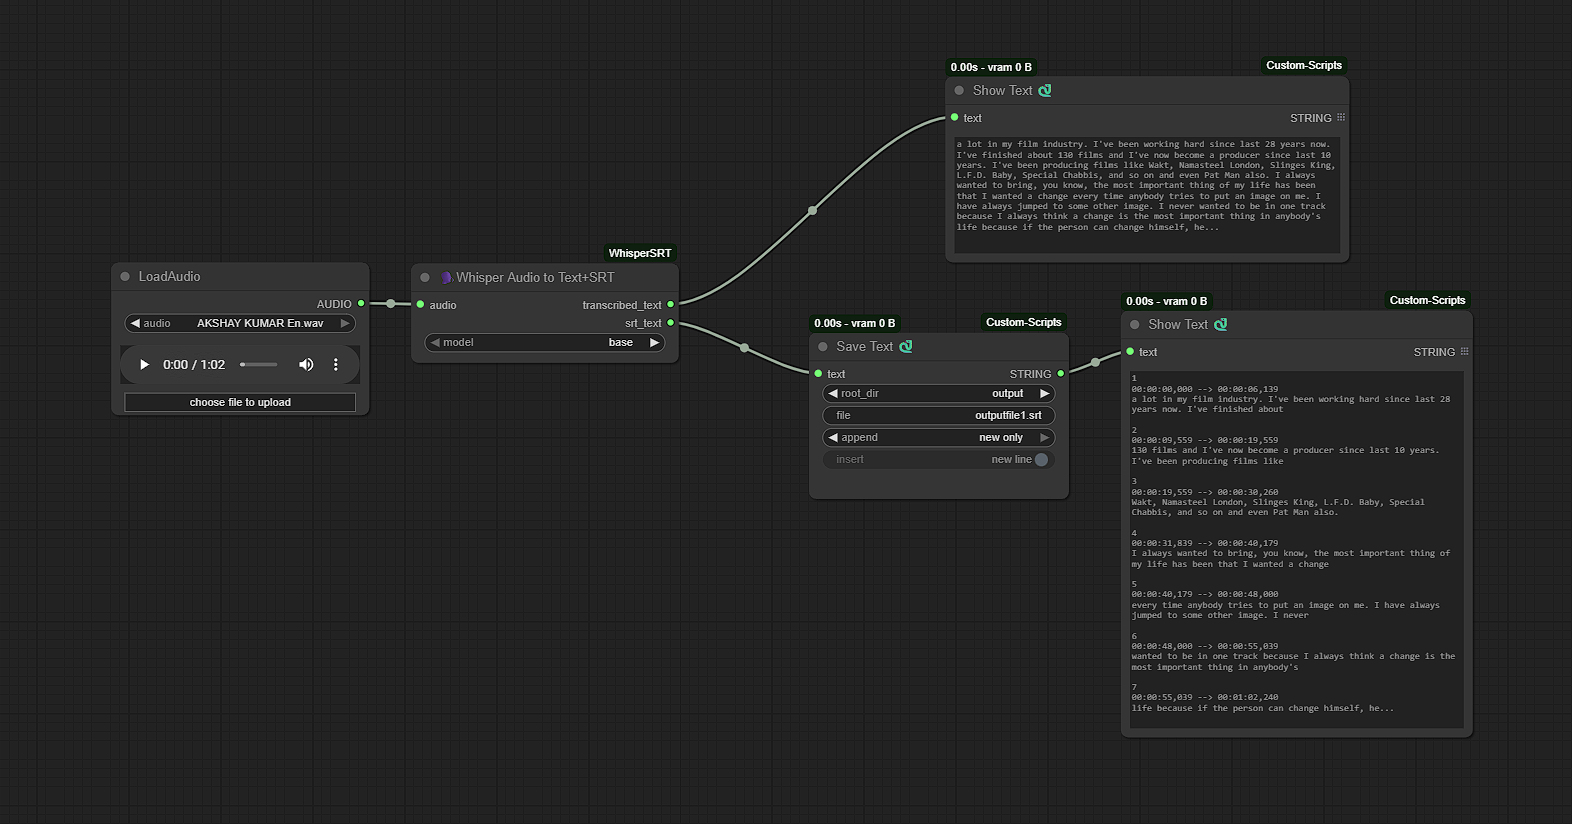 LoadAudio
AUDIO
audio AKSHAY KUMAR En.wav
0:00 / 1:02
choose file to upload
WhisperSRT
Whisper Audio to Text+SRT
audio transcribed_text
srt_text
model base
0.00s - vram 0 B Custom-Scripts
Show Text
text STRING
a lot in my film industry. I've been working hard since last 28 years now.
I've finished about 130 films and I've now become a producer since last 10
years. I've been producing films like Wakt, Namasteel London, Slinges King,
L.F.D. Baby, Special Chabbis, and so on and even Pat Man also. I always
wanted to bring, you know, the most important thing of my life has been
that I wanted a change every time anybody tries to put an image on me. I
have always jumped to some other image. I never wanted to be in one track
because I always think a change is the most important thing in anybody's
life because if the person can change himself, he...
0.00s - vram 0 B Custom-Scripts
Save Text
text STRING
root_dir output
file outputfile1.srt
append new only
insert new line
0.00s - vram 0 B Custom-Scripts
Show Text
text STRING
1
00:00:00,000 --> 00:00:06,139
a lot in my film industry. I've been working hard since last 28
years now. I've finished about
2
00:00:09,559 --> 00:00:19,559
130 films and I've now become a producer since last 10 years.
I've been producing films like
3
00:00:19,559 --> 00:00:30,260
Wakt, Namasteel London, Slinges King, L.F.D. Baby, Special
Chabbis, and so on and even Pat Man also.
4
00:00:31,839 --> 00:00:40,179
I always wanted to bring, you know, the most important thing of
my life has been that I wanted a change
5
00:00:40,179 --> 00:00:48,000
every time anybody tries to put an image on me. I have always
jumped to some other image. I never
6
00:00:48,000 --> 00:00:55,039
wanted to be in one track because I always think a change is the
most important thing in anybody's
7
00:00:55,039 --> 00:01:02,240
life because if the person can change himself, he...